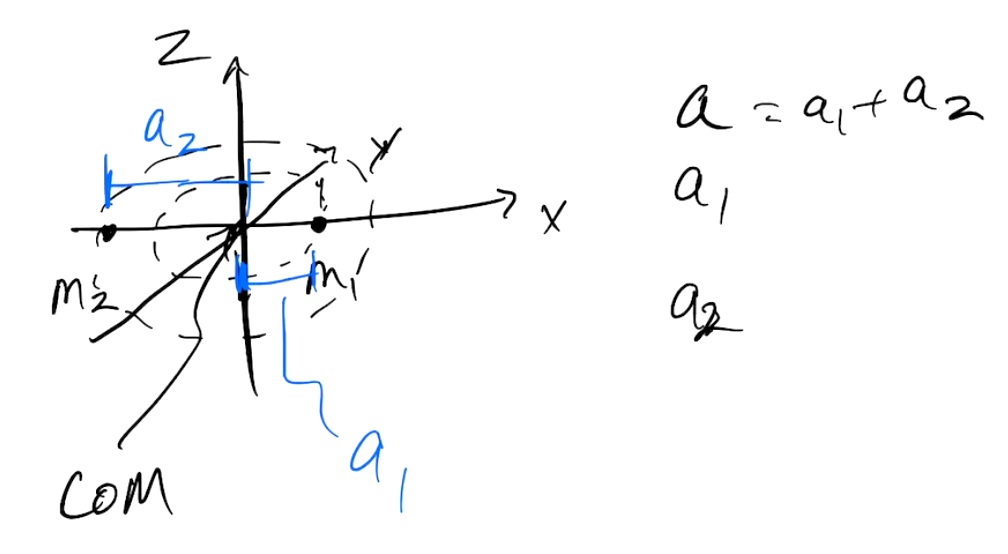 Z
a₂
y
x
m₂'
m₁'
COM
a₁
a = a₁ + a₂
a₁
a₂